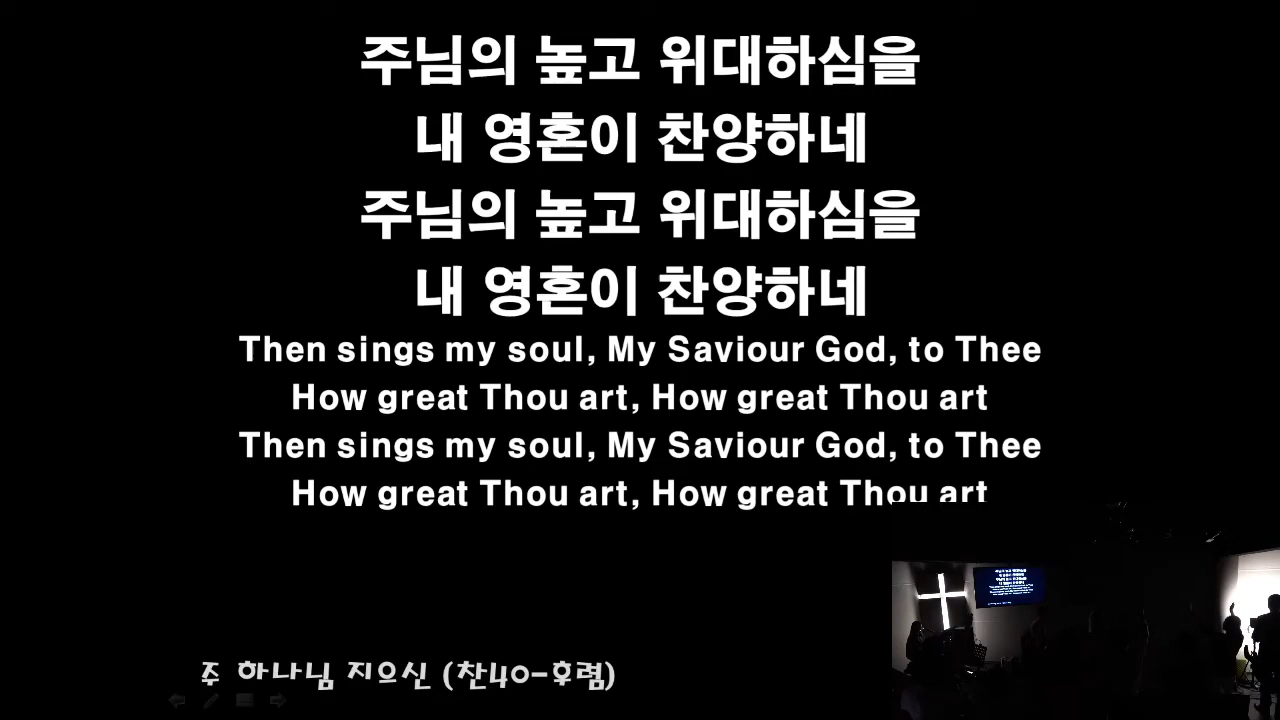 주님의 높고 위대하심을
내 영혼이 찬양하네
주님의 높고 위대하심을
내 영혼이 찬양하네
Then sings my soul, My Saviour God, to Thee
How great Thou art, How great Thou art
Then sings my soul, My Saviour God, to Thee
How great Thou art, How great Thou art
주 하나님 지으신 (찬40-후렴)